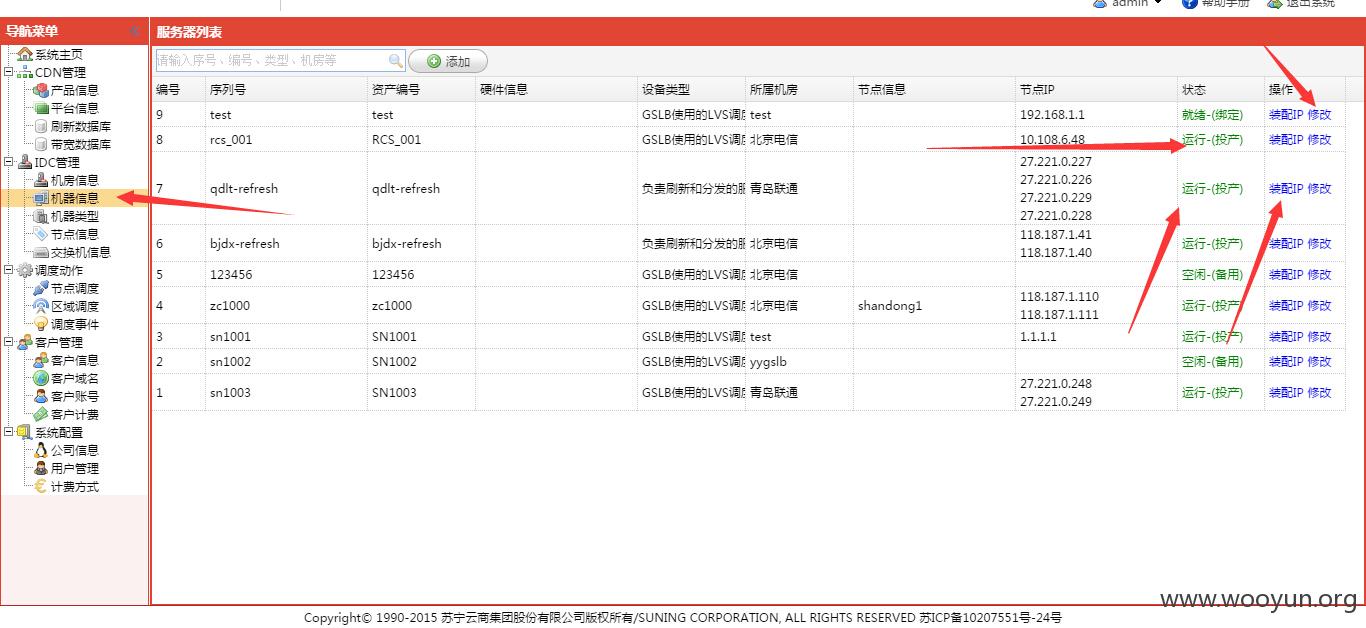 admin 帮助手册 退出系统
导航菜单
系统主页
CDN管理
产品信息
平台信息
刷新数据库
带宽数据库
IDC管理
机房信息
机器信息
机器类型
节点信息
交换机信息
调度动作
节点调度
区域调度
调度事件
客户管理
客户信息
客户域名
客户账号
客户计费
系统配置
公司信息
用户管理
计费方式
服务器列表
请输入序号、编号、类型、机房等 添加
编号 序列号 资产编号 硬件信息 设备类型 所属机房 节点信息 节点IP 状态 操作
9 test test GSLB使用的LVS调度 test 192.168.1.1 就绪-(绑定) 装配IP 修改
8 rcs_001 RCS_001 GSLB使用的LVS调度 北京电信 10.108.6.48 运行-(投产) 装配IP 修改
7 qdlt-refresh qdlt-refresh 负责刷新和分发的服 青岛联通 27.221.0.227 运行-(投产) 装配IP 修改
27.221.0.226
27.221.0.229
27.221.0.228
6 bjdx-refresh bjdx-refresh 负责刷新和分发的服 北京电信 118.187.1.41 运行-(投产) 装配IP 修改
118.187.1.40
5 123456 123456 GSLB使用的LVS调度 北京电信 空闲-(备用) 装配IP 修改
4 zc1000 zc1000 GSLB使用的LVS调度 北京电信 shandong1 118.187.1.110 运行-(投产) 装配IP 修改
118.187.1.111
3 sn1001 SN1001 GSLB使用的LVS调度 test 1.1.1.1 运行-(投产) 装配IP 修改
2 sn1002 SN1002 GSLB使用的LVS调度 yygslb 空闲-(备用) 装配IP 修改
1 sn1003 SN1003 GSLB使用的LVS调度 青岛联通 27.221.0.248 运行-(投产) 装配IP 修改
27.221.0.249
www.wooyun.org
Copyright© 1990-2015 苏宁云商集团股份有限公司版权所有/SUNING CORPORATION, ALL RIGHTS RESERVED 苏ICP备10207551号-24号